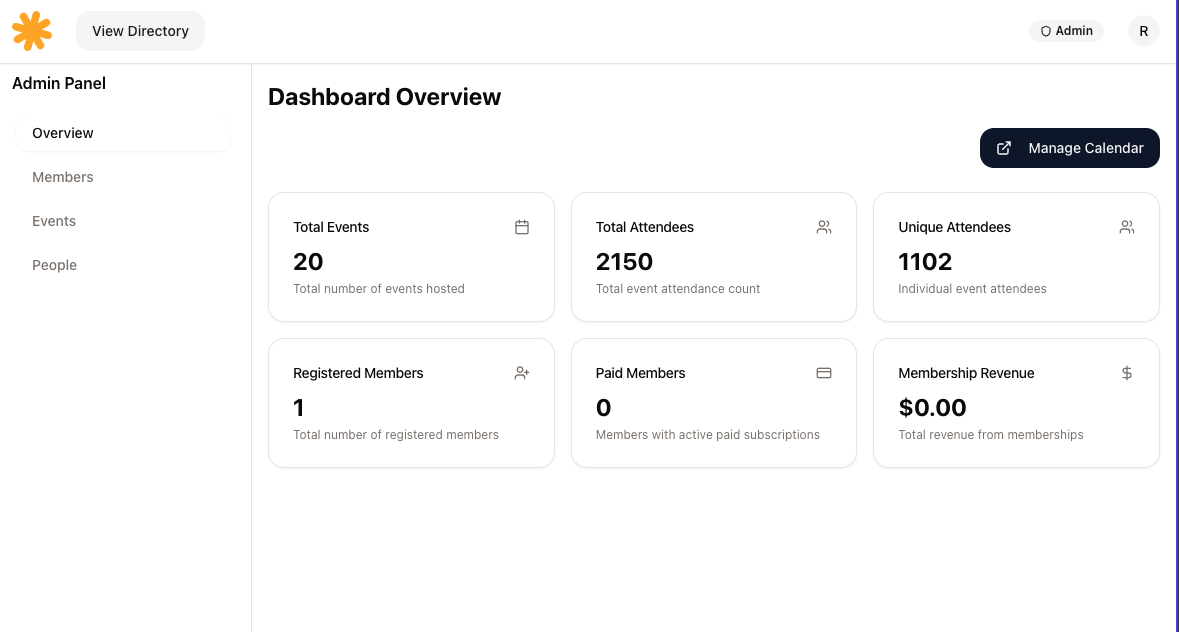 View Directory
Admin
R
Admin Panel
Overview
Members
Events
People
Dashboard Overview
Manage Calendar
Total Events
20
Total number of events hosted
Total Attendees
2150
Total event attendance count
Unique Attendees
1102
Individual event attendees
Registered Members
1
Total number of registered members
Paid Members
0
Members with active paid subscriptions
Membership Revenue
$0.00
Total revenue from memberships